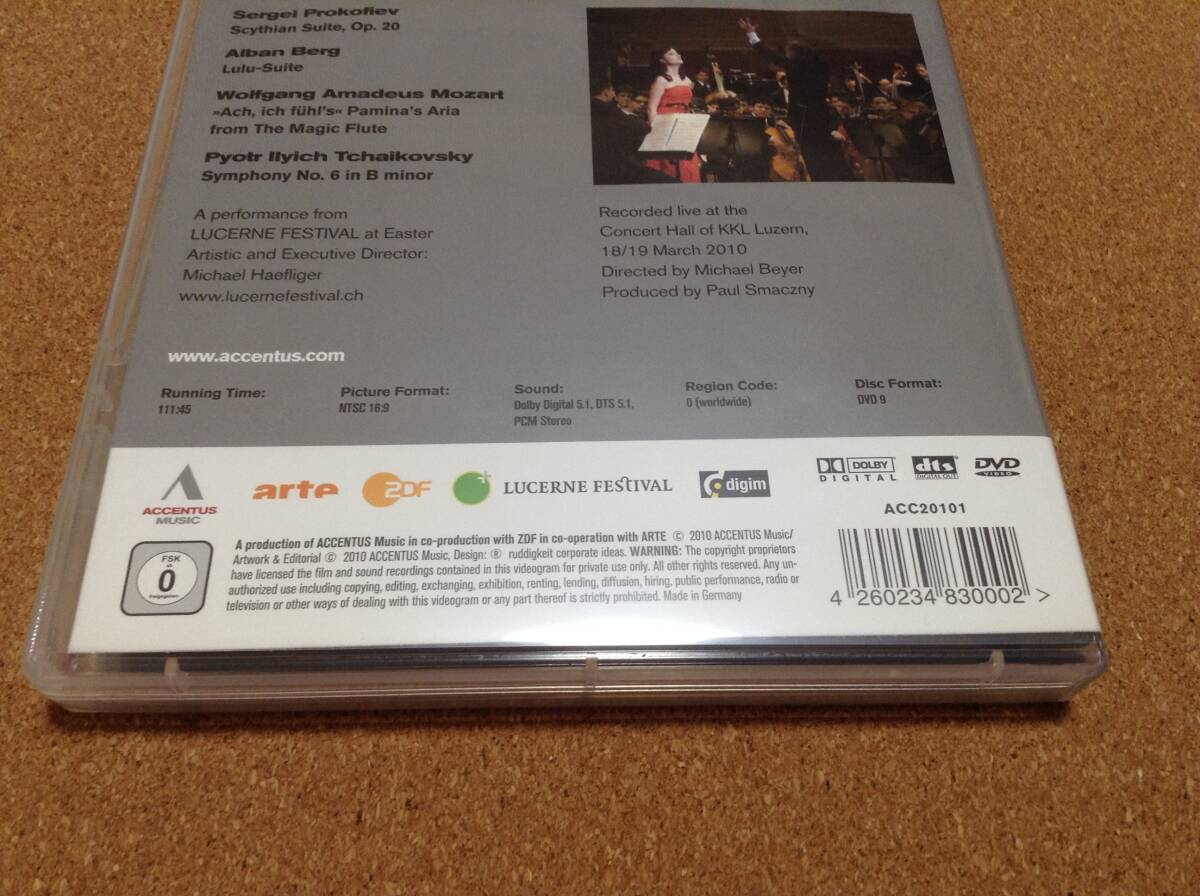 Sergei Prokofiev
Scythian Suite, Op. 20
Alban Berg
Lulu-Suite
Wolfgang Amadeus Mozart
»Ach, ich fühl's« Pamina's Aria
from The Magic Flute
Pyotr Ilyich Tchaikovsky
Symphony No. 6 in B minor
A performance from
LUCERNE FESTIVAL at Easter
Artistic and Executive Director:
Michael Haefliger
www.lucernefestival.ch
Recorded live at the
Concert Hall of KKL Luzern,
18/19 March 2010
Directed by Michael Beyer
Produced by Paul Smaczny
www.accentus.com
Running Time:
111:45
Picture Format:
NTSC 16:9
Sound:
Dolby Digital 5.1, DTS 5.1,
PCM Stereo
Region Code:
0 (worldwide)
Disc Format:
DVD 9
ACCENTUS
MUSIC
arte
ZDF
LUCERNE FESTIVAL
digim
DOLBY
DIGITAL
dts
DIGITAL OUT
DVD
VIDEO
ACC20101
FSK
ab
0
freigegeben
A production of ACCENTUS Music in co-production with ZDF in co-operation with ARTE © 2010 ACCENTUS Music/
Artwork & Editorial © 2010 ACCENTUS Music, Design: ® ruddigkeit corporate ideas. WARNING: The copyright proprietors
have licensed the film and sound recordings contained in this videogram for private use only. All other rights reserved. Any un-
authorized use including copying, editing, exchanging, exhibition, renting, lending, diffusion, hiring, public performance, radio or
television or other ways of dealing with this videogram or any part thereof is strictly prohibited. Made in Germany
4 260234 830002 >